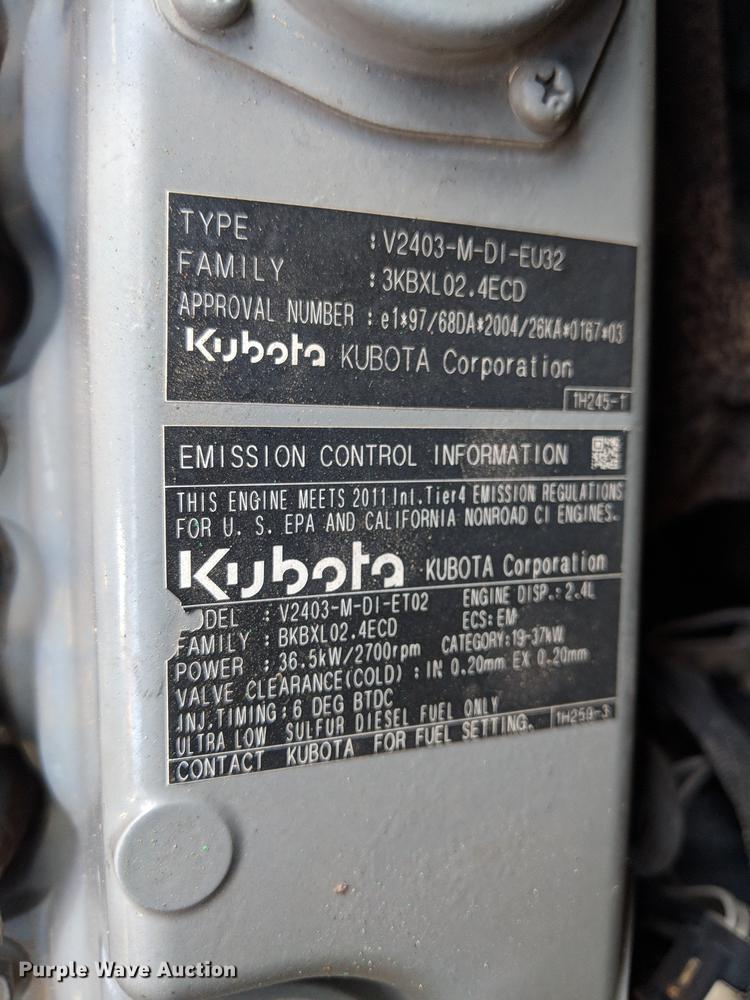 TYPE : V2403-M-DI-EU32
FAMILY : 3KBXL02.4ECD
APPROVAL NUMBER : e1*97/68DA*2004/26KA*0167*03
Kubota KUBOTA Corporation
1H245-1
EMISSION CONTROL INFORMATION
THIS ENGINE MEETS 2011 Int.Tier4 EMISSION REGULATIONS
FOR U. S. EPA AND CALIFORNIA NONROAD CI ENGINES.
Kubota KUBOTA Corporation
ODEL : V2403-M-DI-ET02 ENGINE DISP.: 2.4L
FAMILY : BKBXL02.4ECD ECS: EM
POWER : 36.5kW/2700rpm CATEGORY:19-37kW
VALVE CLEARANCE(COLD) : IN 0.20mm EX 0.20mm
INJ.TIMING:6 DEG BTDC
ULTRA LOW SULFUR DIESEL FUEL ONLY
CONTACT KUBOTA FOR FUEL SETTING. 1H259-3
Purple Wave Auction